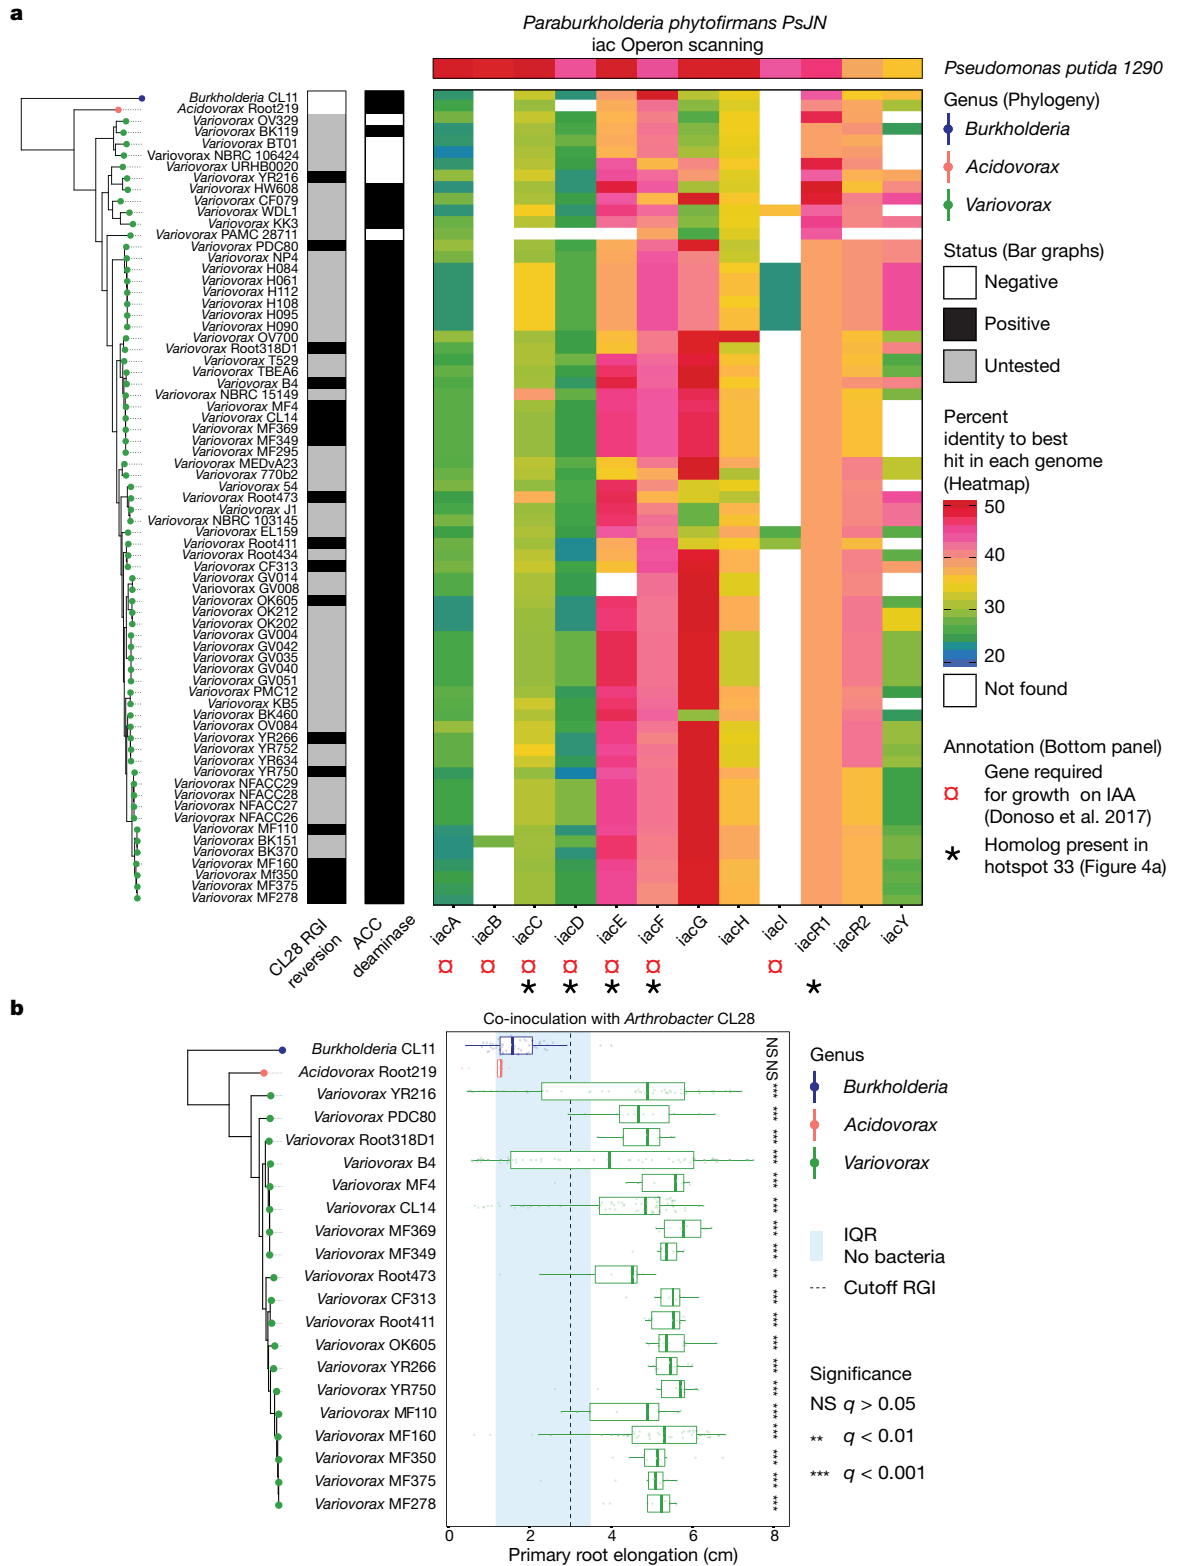 a
Paraburkholderia phytofirmans PsJN
iac Operon scanning
Pseudomonas putida 1290
Burkholderia CL11
Acidovorax Root219
Variovorax OV329
Variovorax BK119
Variovorax BT01
Variovorax NBRC 106424
Variovorax URHB0020
Variovorax YR216
Variovorax HW608
Variovorax CF079
Variovorax WDL1
Variovorax KK3
Variovorax PAMC 28711
Variovorax PDC80
Variovorax NP4
Variovorax H084
Variovorax H061
Variovorax H112
Variovorax H108
Variovorax H095
Variovorax H090
Variovorax OV700
Variovorax Root318D1
Variovorax T529
Variovorax TBEA6
Variovorax B4
Variovorax NBRC 15149
Variovorax MF4
Variovorax CL14
Variovorax MF369
Variovorax MF349
Variovorax MF295
Variovorax MEDvA23
Variovorax 770b2
Variovorax 54
Variovorax Root473
Variovorax J1
Variovorax NBRC 103145
Variovorax EL159
Variovorax Root411
Variovorax Root434
Variovorax CF313
Variovorax GV014
Variovorax GV008
Variovorax OK605
Variovorax OK212
Variovorax OK202
Variovorax GV004
Variovorax GV042
Variovorax GV035
Variovorax GV040
Variovorax GV051
Variovorax PMC12
Variovorax KB5
Variovorax BK460
Variovorax OV084
Variovorax YR266
Variovorax YR752
Variovorax YR634
Variovorax YR750
Variovorax NFACC29
Variovorax NFACC28
Variovorax NFACC27
Variovorax NFACC26
Variovorax MF110
Variovorax BK151
Variovorax BK370
Variovorax MF160
Variovorax Mf350
Variovorax MF375
Variovorax MF278
CL28 RGI
reversion
ACC
deaminase
iacA
iacB
iacC
iacD
iacE
iacF
iacG
iacH
iacI
iacR1
iacR2
iacY
¤ ¤ ¤ ¤ ¤ ¤ ¤
* * * * *
Genus (Phylogeny)
Burkholderia
Acidovorax
Variovorax
Status (Bar graphs)
Negative
Positive
Untested
Percent
identity to best
hit in each genome
(Heatmap)
50
40
30
20
Not found
Annotation (Bottom panel)
¤ Gene required
for growth on IAA
(Donoso et al. 2017)
* Homolog present in
hotspot 33 (Figure 4a)
b
Co-inoculation with Arthrobacter CL28
Burkholderia CL11 NS
Acidovorax Root219 NS
Variovorax YR216 ***
Variovorax PDC80 ***
Variovorax Root318D1 ***
Variovorax B4 ***
Variovorax MF4 ***
Variovorax CL14 ***
Variovorax MF369 ***
Variovorax MF349 ***
Variovorax Root473 **
Variovorax CF313 ***
Variovorax Root411 ***
Variovorax OK605 ***
Variovorax YR266 ***
Variovorax YR750 ***
Variovorax MF110 ***
Variovorax MF160 ***
Variovorax MF350 ***
Variovorax MF375 ***
Variovorax MF278 ***
0 2 4 6 8
Primary root elongation (cm)
Genus
Burkholderia
Acidovorax
Variovorax
IQR
No bacteria
Cutoff RGI
Significance
NS q > 0.05
** q < 0.01
*** q < 0.001